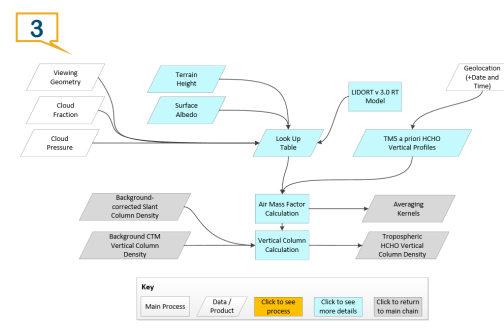 3
Viewing
Geometry
Cloud
Fraction
Cloud
Pressure
Terrain
Height
Surface
Albedo
LIDORT v 3.0 RT
Model
Geolocation
(+Date and
Time)
Look Up
Table
TM5 a priori HCHO
Vertical Profiles
Background-
corrected Slant
Column Density
Background CTM
Vertical Column
Density
Air Mass Factor
Calculation
Vertical Column
Calculation
Averaging
Kernels
Tropospheric
HCHO Vertical
Column Density
Key
Main Process
Data /
Product
Click to see
process
Click to see
more details
Click to return
to main chain